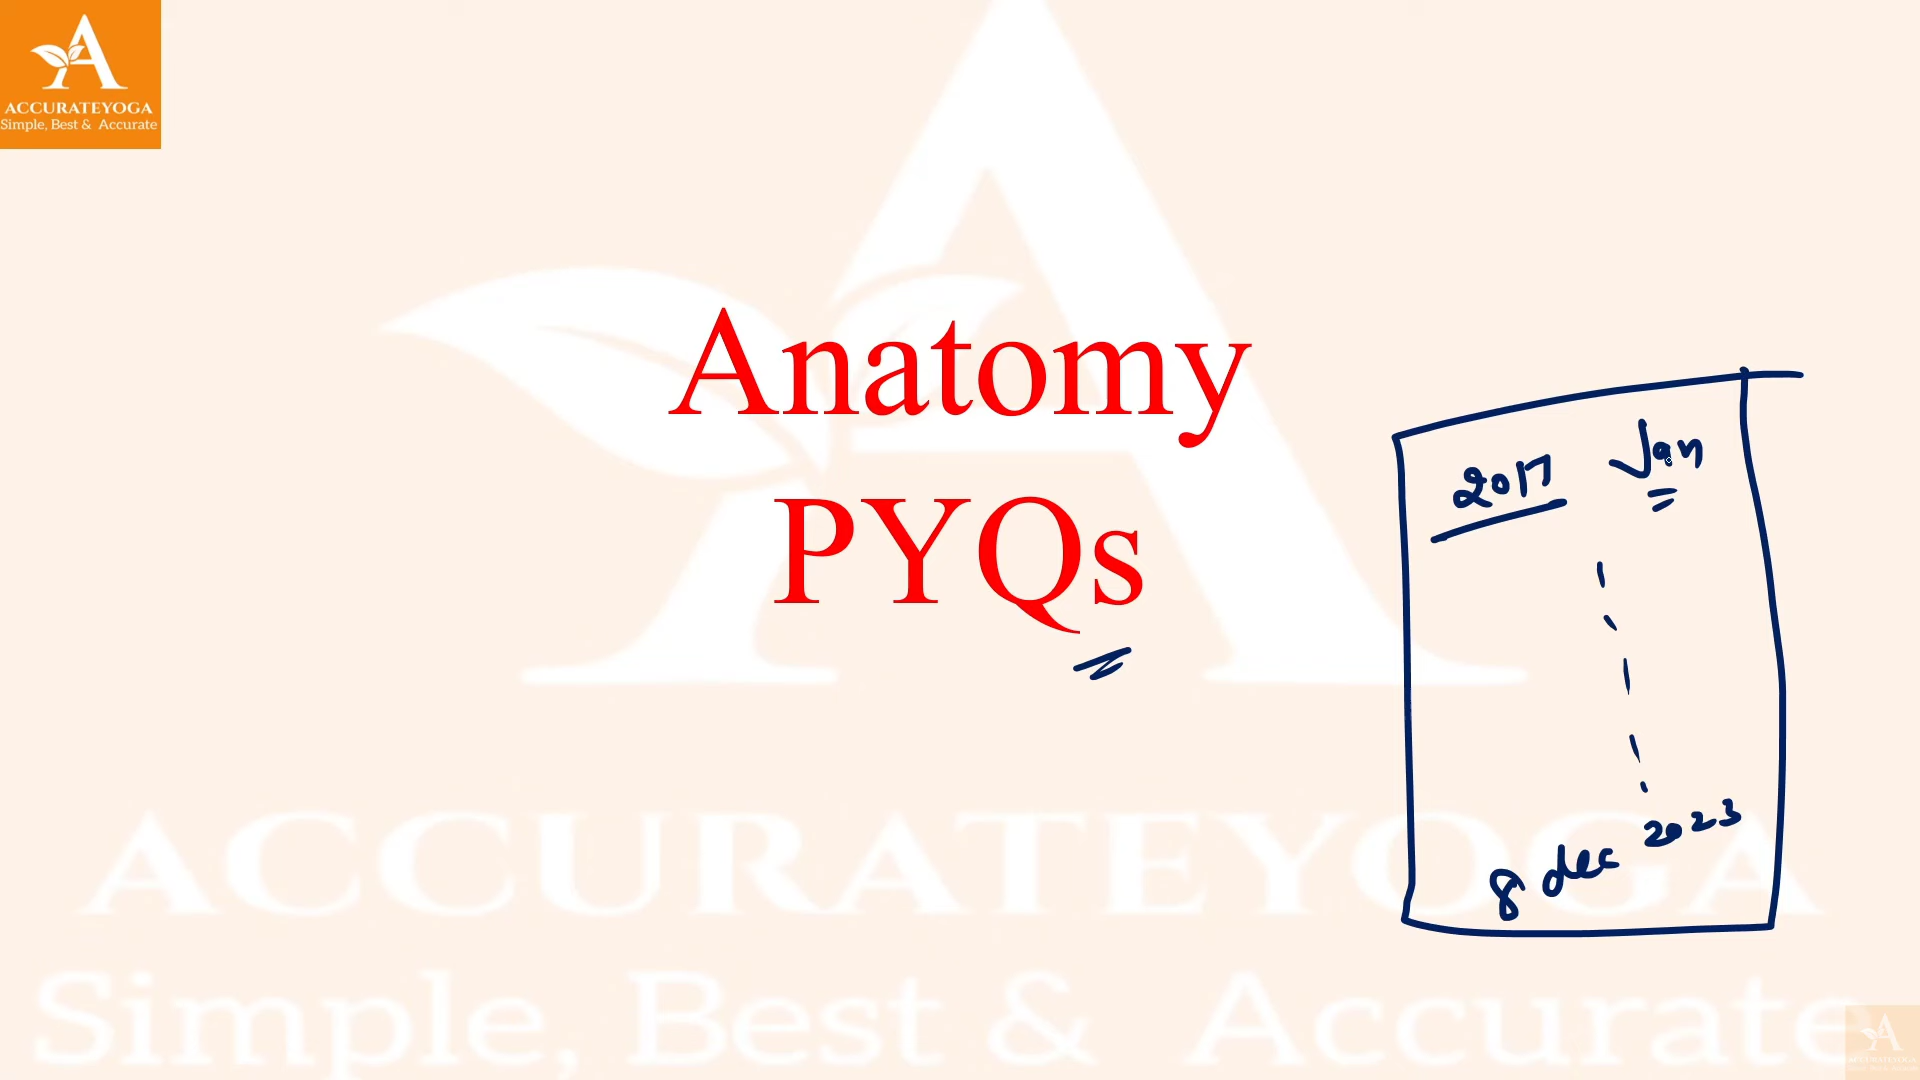 ACCURATEYOGA
Simple, Best & Accurate
Anatomy
PYQs
2017 Jan
8 dec 2023
ACCURATEYOGA
Simple, Best & Accurate